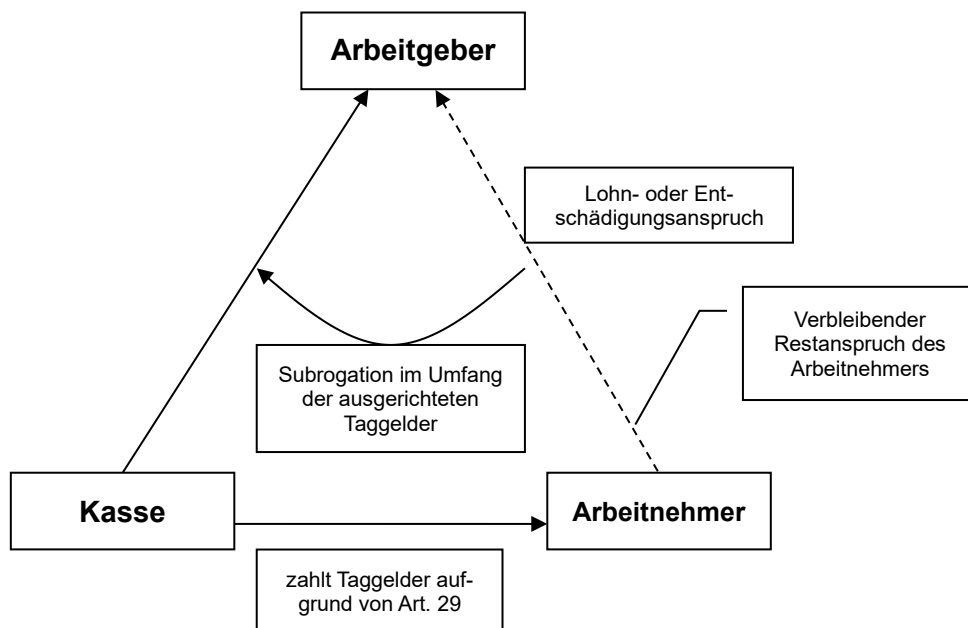 Arbeitgeber
Lohn- oder Ent-
schädigungsanspruch
Verbleibender
Restanspruch des
Arbeitnehmers
Subrogation im Umfang
der ausgerichteten
Taggelder
Kasse
Arbeitnehmer
zahlt Taggelder auf-
grund von Art. 29